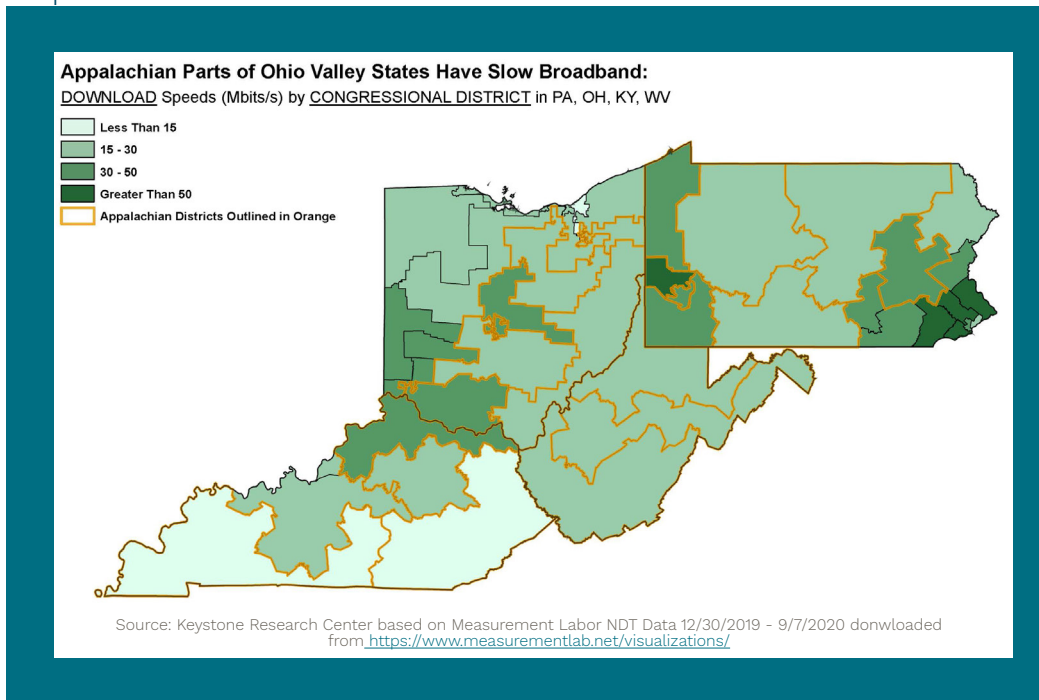 Appalachian Parts of Ohio Valley States Have Slow Broadband:
DOWNLOAD Speeds (Mbits/s) by CONGRESSIONAL DISTRICT in PA, OH, KY, WV
Less Than 15
15 - 30
30 - 50
Greater Than 50
Appalachian Districts Outlined in Orange
Source: Keystone Research Center based on Measurement Labor NDT Data 12/30/2019 - 9/7/2020 donwloaded
from https://www.measurementlab.net/visualizations/